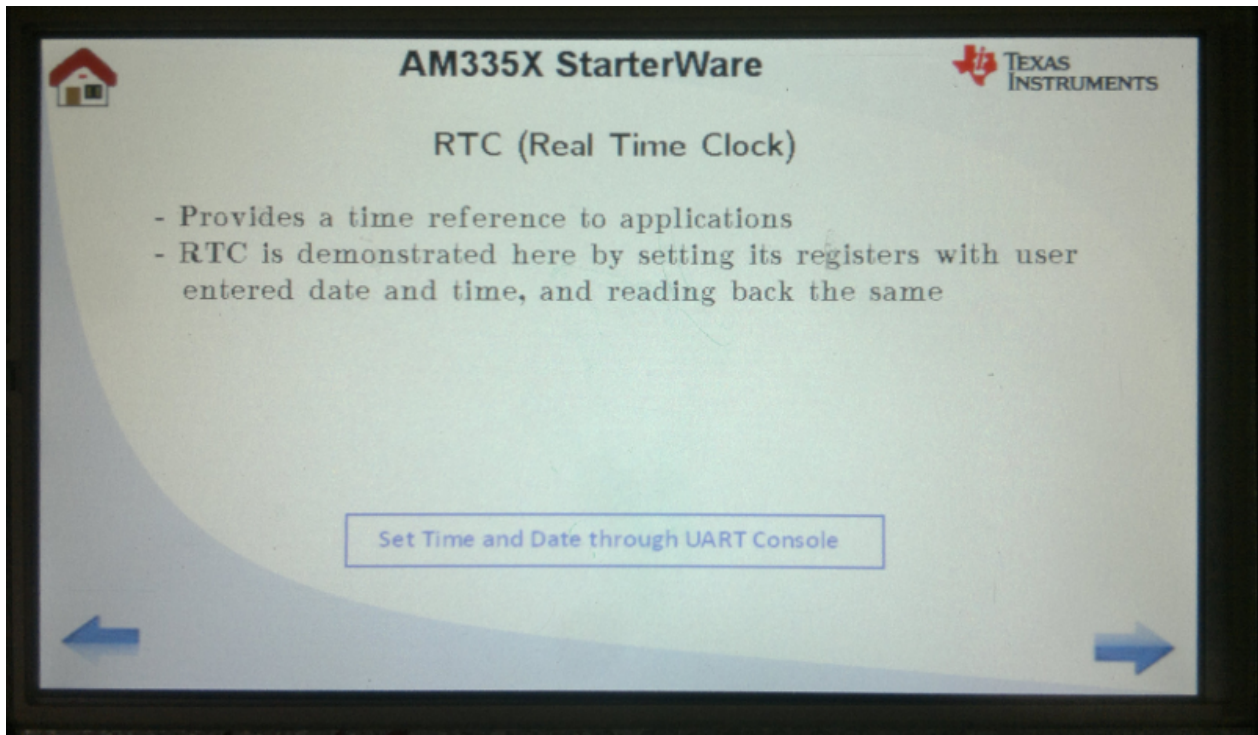 AM335X StarterWare
TEXAS
INSTRUMENTS
RTC (Real Time Clock)
- Provides a time reference to applications
- RTC is demonstrated here by setting its registers with user
entered date and time, and reading back the same
Set Time and Date through UART Console